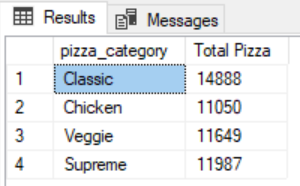 Results Messages
pizza_category Total Pizza
1 Classic 14888
2 Chicken 11050
3 Veggie 11649
4 Supreme 11987